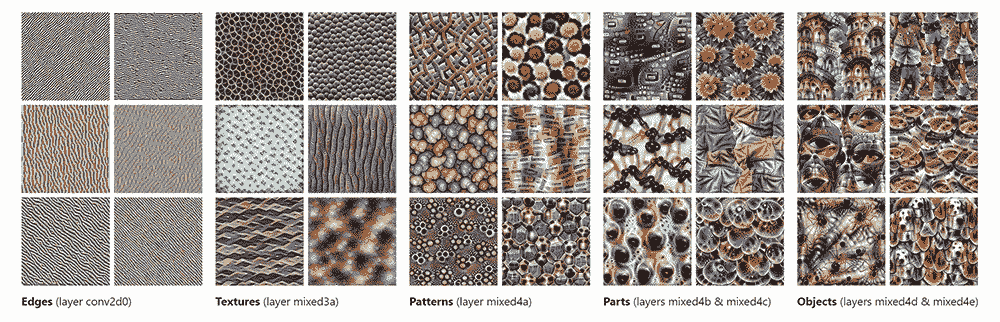 Edges (layer conv2d0)
Textures (layer mixed3a)
Patterns (layer mixed4a)
Parts (layers mixed4b & mixed4c)
Objects (layers mixed4d & mixed4e)